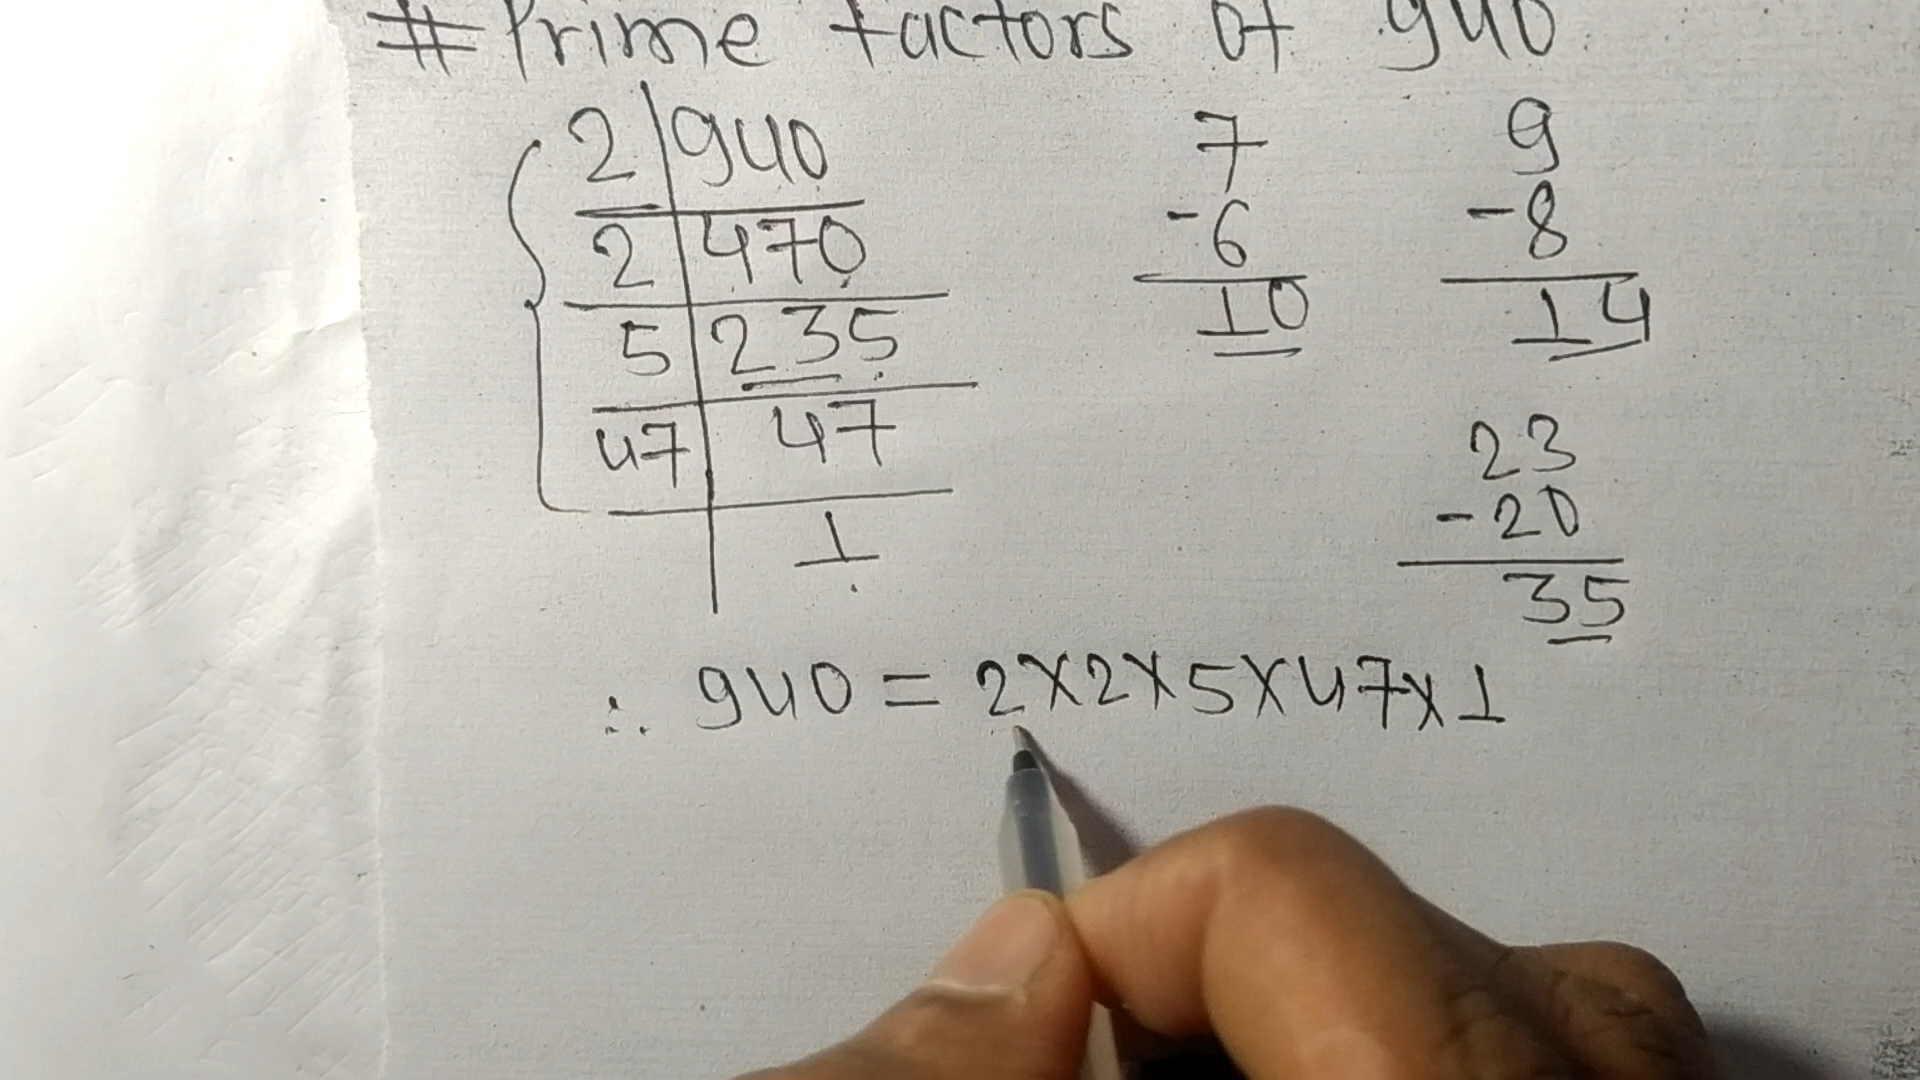 # Prime factors of 940
2 | 940
2 | 470
5 | 235
47 | 47
1
7
-6
10
9
-8
14
23
-20
35
∴ 940 = 2×2×5×47×1